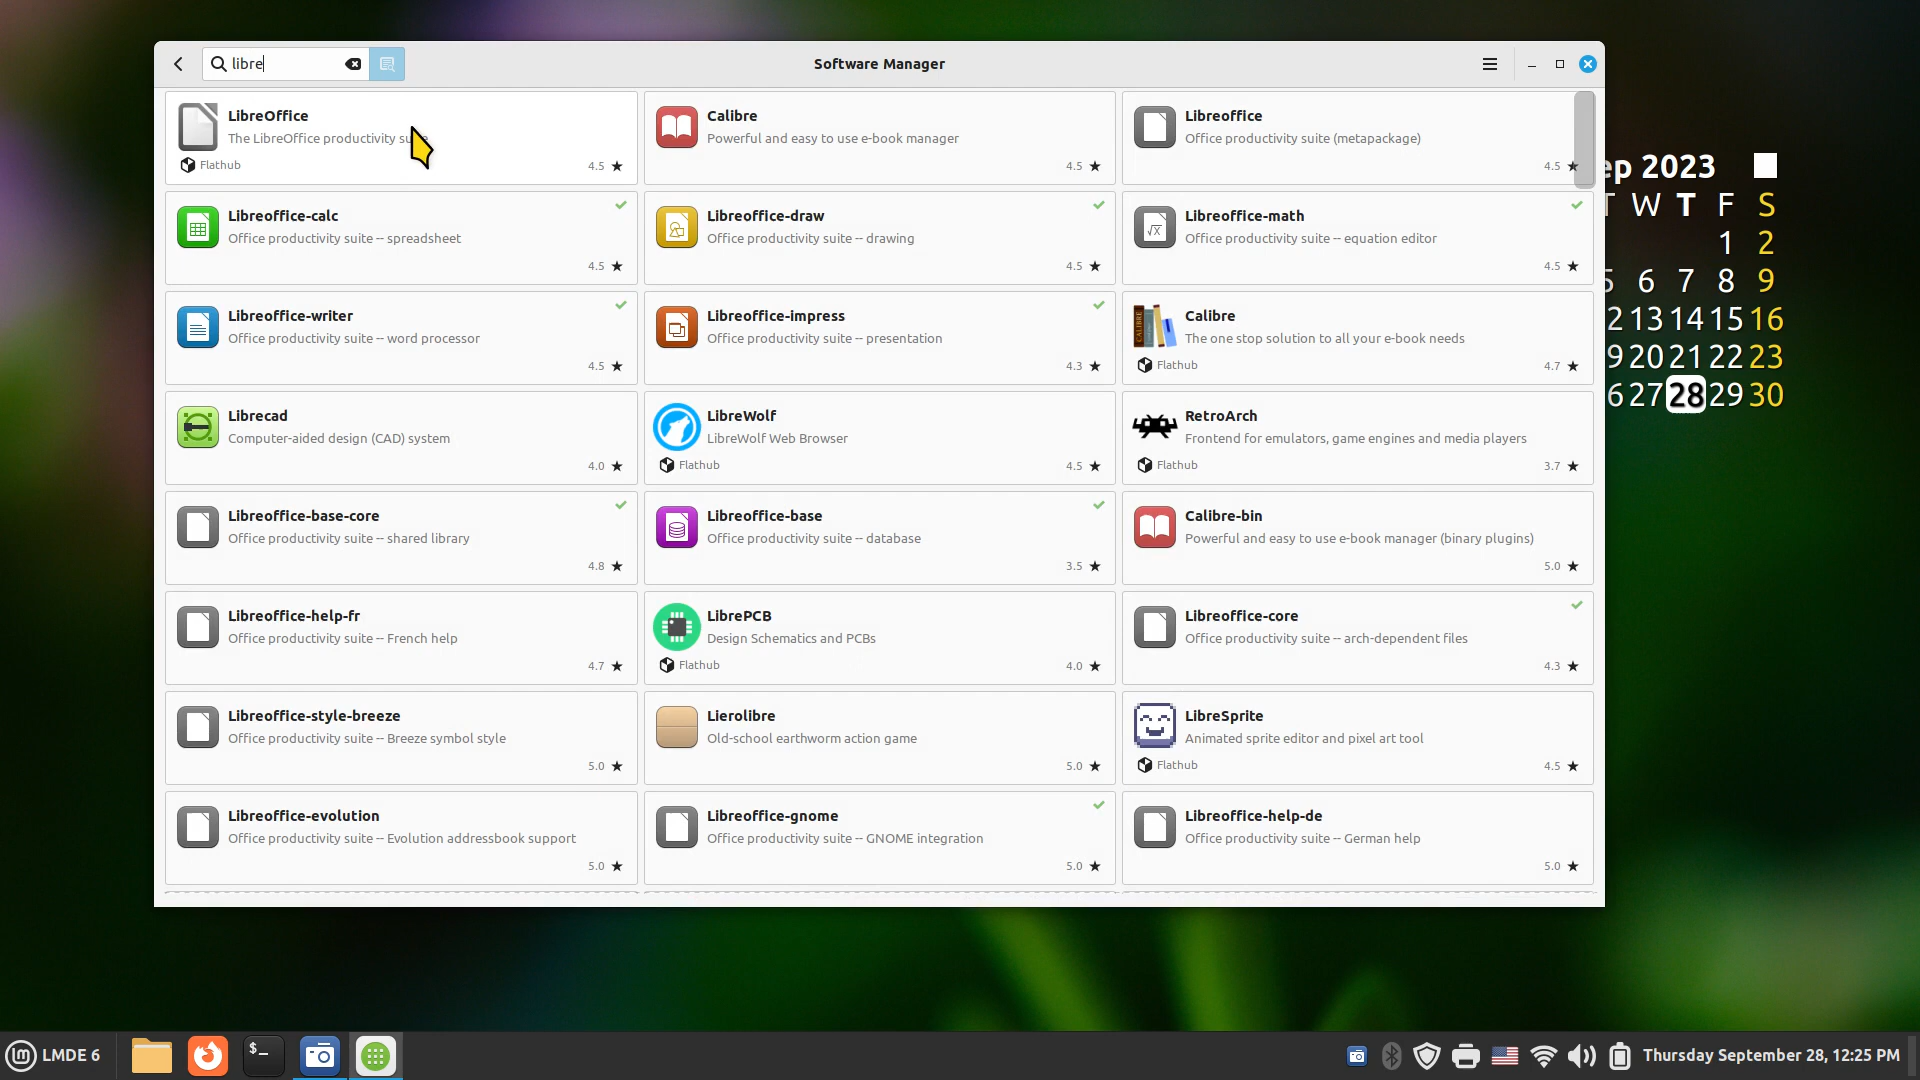 libre
Software Manager
LibreOffice
The LibreOffice productivity
Flathub
4.5 ★
Calibre
Powerful and easy to use e-book manager
4.5 ★
Libreoffice
Office productivity suite (metapackage)
4.5 ★
Libreoffice-calc
Office productivity suite -- spreadsheet
4.5 ★
Libreoffice-draw
Office productivity suite -- drawing
4.5 ★
Libreoffice-math
Office productivity suite -- equation editor
4.5 ★
Libreoffice-writer
Office productivity suite -- word processor
4.5 ★
Libreoffice-impress
Office productivity suite -- presentation
4.3 ★
Calibre
CALIBRE
The one stop solution to all your e-book needs
Flathub
4.7 ★
Librecad
Computer-aided design (CAD) system
4.0 ★
LibreWolf
LibreWolf Web Browser
Flathub
4.5 ★
RetroArch
Frontend for emulators, game engines and media players
Flathub
3.7 ★
Libreoffice-base-core
Office productivity suite -- shared library
4.8 ★
Libreoffice-base
Office productivity suite -- database
3.5 ★
Calibre-bin
Powerful and easy to use e-book manager (binary plugins)
5.0 ★
Libreoffice-help-fr
Office productivity suite -- French help
4.7 ★
LibrePCB
Design Schematics and PCBs
Flathub
4.0 ★
Libreoffice-core
Office productivity suite -- arch-dependent files
4.3 ★
Libreoffice-style-breeze
Office productivity suite -- Breeze symbol style
5.0 ★
Lierolibre
Old-school earthworm action game
5.0 ★
LibreSprite
Animated sprite editor and pixel art tool
Flathub
4.5 ★
Libreoffice-evolution
Office productivity suite -- Evolution addressbook support
5.0 ★
Libreoffice-gnome
Office productivity suite -- GNOME integration
5.0 ★
Libreoffice-help-de
Office productivity suite -- German help
5.0 ★
ep 2023
T W T F S
1 2
5 6 7 8 9
2 13 14 15 16
9 20 21 22 23
6 27 28 29 30
LMDE 6
$_
Thursday September 28, 12:25 PM